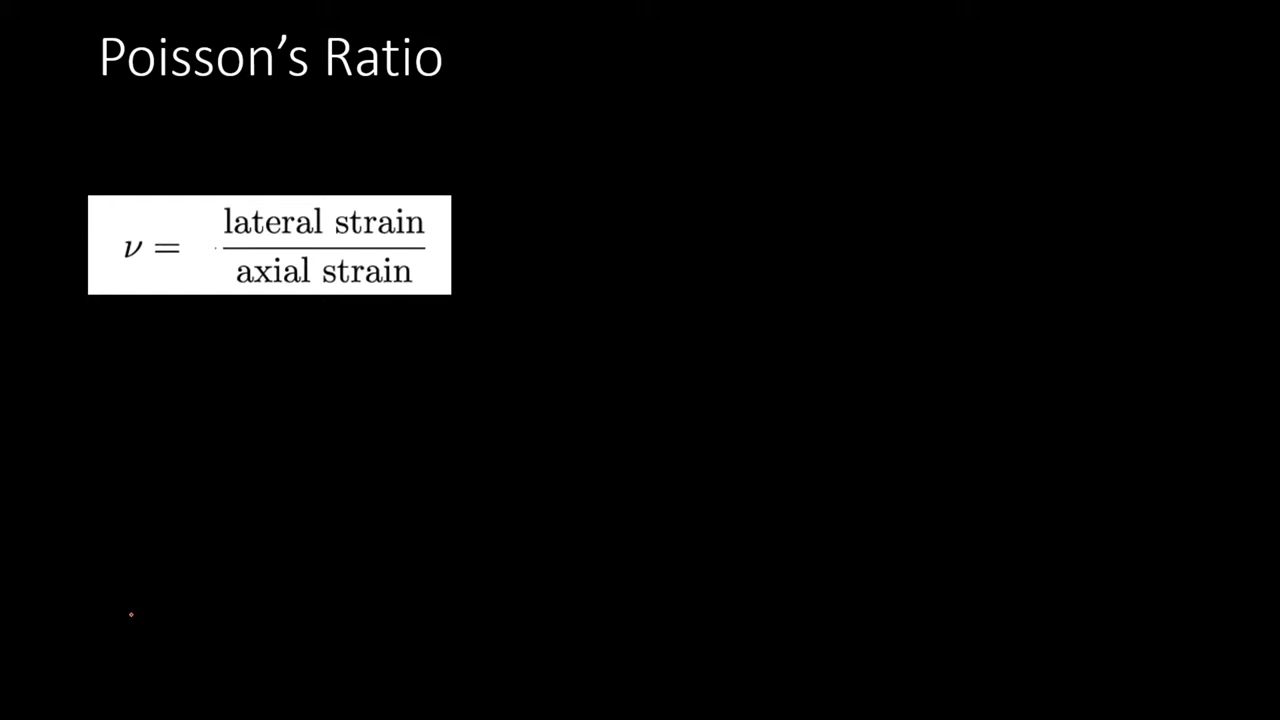 Poisson’s Ratio
ν = lateral strain
axial strain